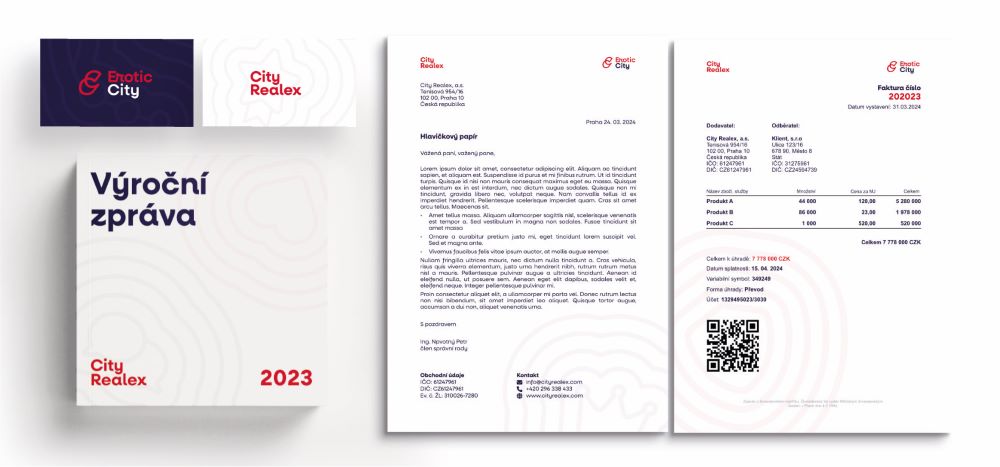 Erotic
City
City
Realex
Výroční
zpráva
City
Realex
2023
City
Realex
Erotic
City
City Realex, a.s.
Tenisová 954/16
102 00, Praha 10
Česká republika
Praha 24. 03. 2024
Hlavičkový papír
Vážená paní, vážený pane,
Lorem ipsum dolor sit amet, consectetur adipiscing elit. Aliquam ac tincidunt
sapien, et aliquam est. Suspendisse id purus et mi finibus rutrum. Ut id tincidunt
turpis. Quisque id nisi non mauris consequat maximus eget eu massa. Quisque
elementum ex in est interdum, nec dictum augue sodales. Quisque non mi
tincidunt, gravida libero nec, volutpat neque. Nam convallis tellus id ex
imperdiet hendrerit. Pellentesque scelerisque imperdiet quam. Cras sit amet
arcu tellus. Maecenas sit.
• Amet tellus massa. Aliquam ullamcorper sagittis nisl, scelerisque venenatis
est tempor a. Sed vestibulum in magna non sodales. Fusce tincidunt sit
amet massa
• Ornare a curabitur pretium justo mi, eget tincidunt lorem suscipit vel.
Sed et magna ante.
• Vivamus faucibus felis vitae ipsum auctor, at mollis augue semper.
Nullam fringilla ultrices mauris, nec dictum nulla tincidunt a. Cras vehicula,
risus quis viverra elementum, justo urna hendrerit nibh, rutrum rutrum metus
nisi a mauris. Pellentesque pulvinar augue a ultricies tincidunt. Aenean id
eleifend nulla, ut posuere sem. Aenean eget elit dapibus, sodales velit et,
eleifend neque. Integer pellentesque pulvinar mi.
Proin consectetur aliquet elit, a ullamcorper mi porta vel. Donec rutrum lectus
non nisi bibendum, sit amet imperdiet leo aliquet. Quisque tortor augue,
accumsan a dui non, aliquet venenatis urna.
S pozdravem
Ing. Npvotný Petr
člen správní rady
Obchodní údaje
IČO: 61247961
DIČ: CZ61247961
Ev. č. ŽL: 310026-7280
Kontakt
info@cityrealex.com
+420 296 338 433
www.cityrealex.com
City
Realex
Erotic
City
Faktura číslo
202023
Datum vystavení: 31.03.2024
Dodavatel:
City Realex, a.s.
Tenisová 954/16
102 00, Praha 10
Česká republika
IČO: 61247961
DIČ: CZ61247961
Odběratel:
Klient, s.r.o
Ulice 123/16
678 90, Město 8
Stát
IČO: 31275961
DIČ: CZ24594739
Název zboží, služby Množství Cena za MJ Celkem
Produkt A 44 000 120,00 5 280 000
Produkt B 86 000 23,00 1 978 000
Produkt C 1 000 520,00 520 000
Celkem 7 778 000 CZK
Celkem k úhradě: 7 778 000 CZK
Datum splatnosti: 15. 04. 2024
Variabilní symbol: 349249
Forma úhrady: Převod
Účet: 1329495023/3030